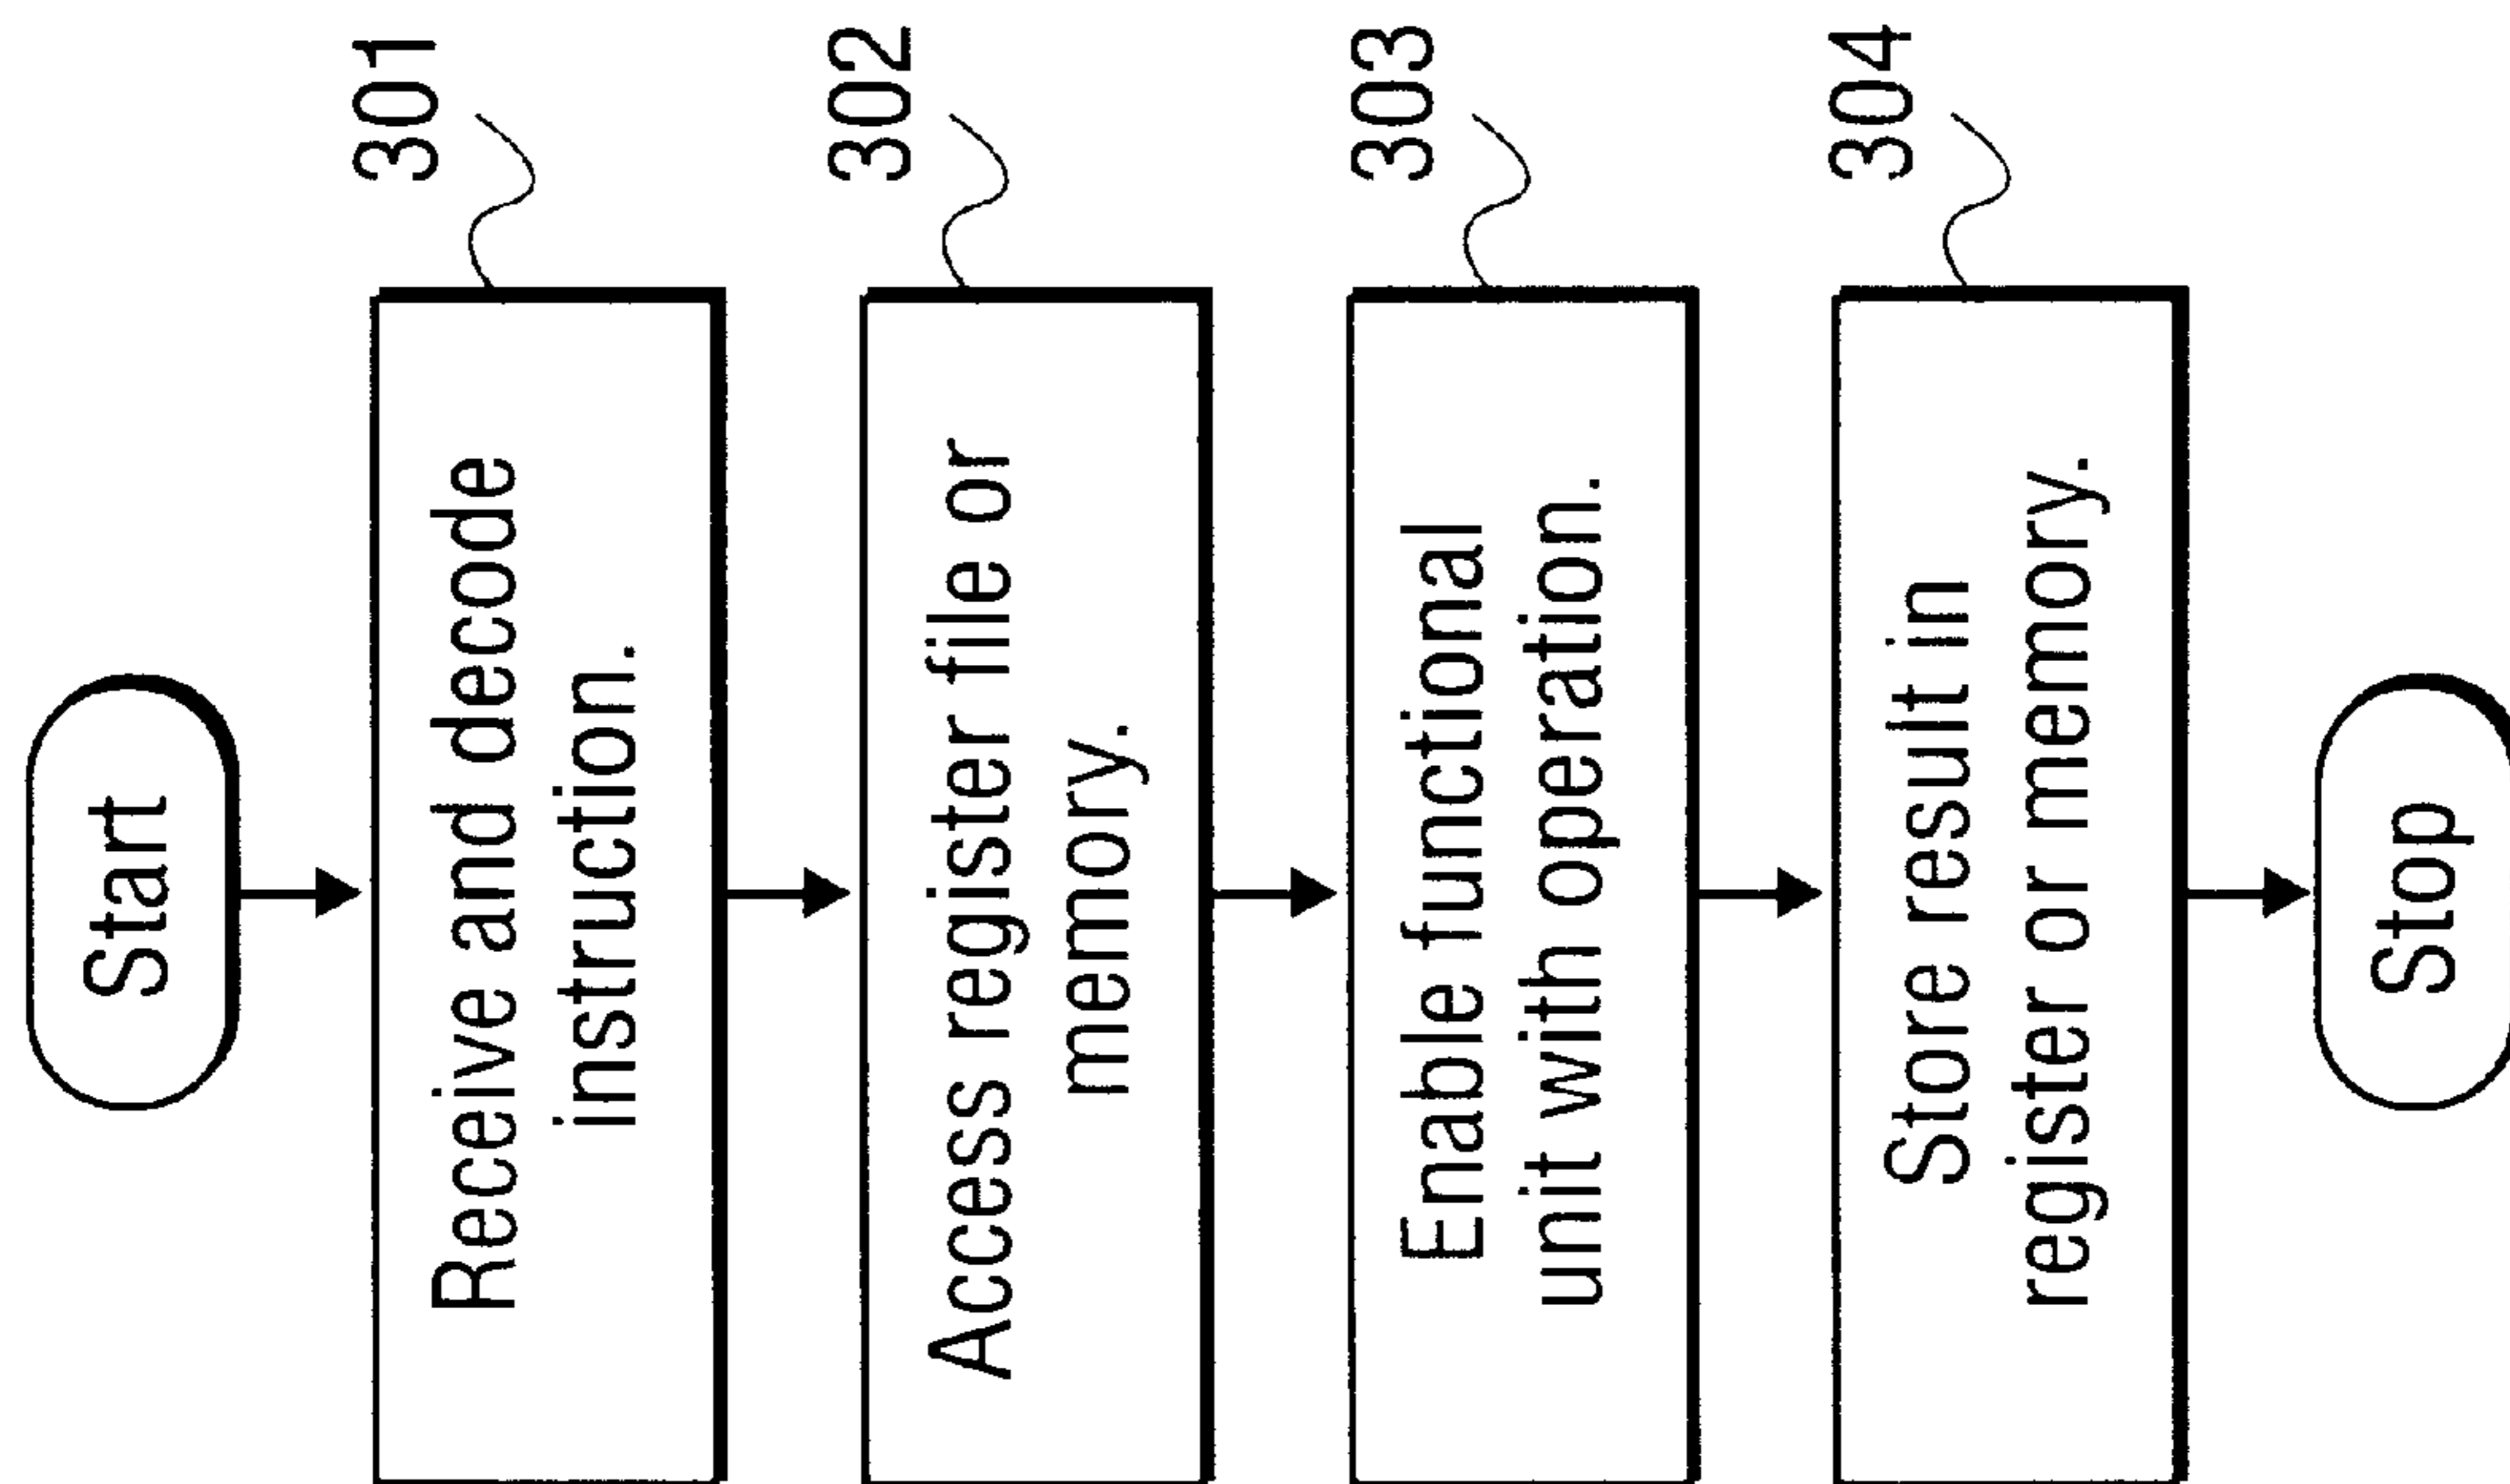 Start
301
Receive and decode
instruction.
302
Access register file or
memory.
303
Enable functional
unit with operation.
304
Store result in
register or memory.
Stop